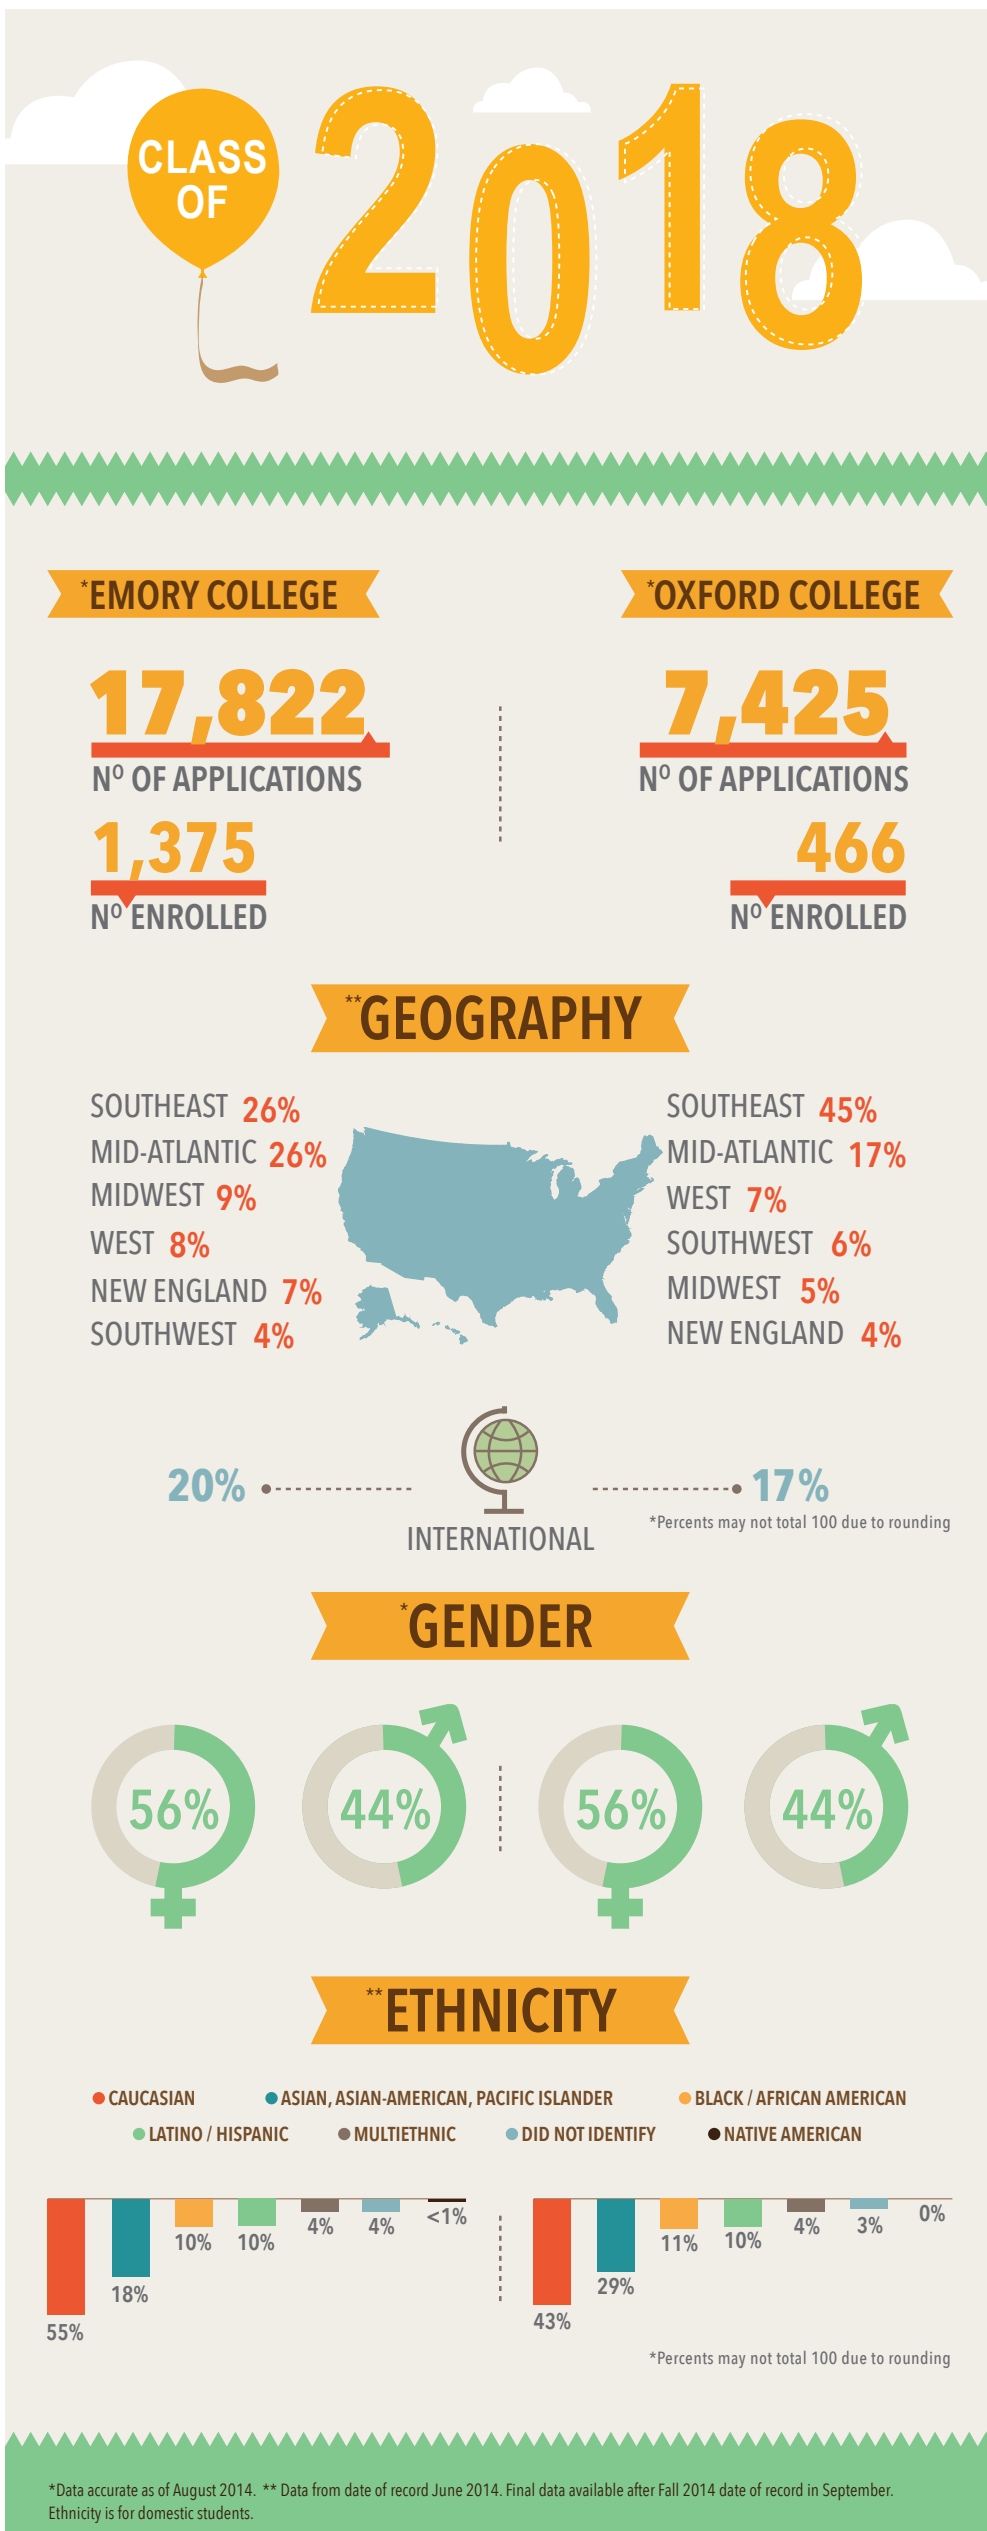 CLASS
OF
2018
*EMORY COLLEGE
17,822
Nº OF APPLICATIONS
1,375
Nº ENROLLED
*OXFORD COLLEGE
7,425
Nº OF APPLICATIONS
466
Nº ENROLLED
**GEOGRAPHY
SOUTHEAST 26%
MID-ATLANTIC 26%
MIDWEST 9%
WEST 8%
NEW ENGLAND 7%
SOUTHWEST 4%
SOUTHEAST 45%
MID-ATLANTIC 17%
WEST 7%
SOUTHWEST 6%
MIDWEST 5%
NEW ENGLAND 4%
20%
17%
INTERNATIONAL
*Percents may not total 100 due to rounding
*GENDER
56% 44% 56% 44%
**ETHNICITY
CAUCASIAN ASIAN, ASIAN-AMERICAN, PACIFIC ISLANDER BLACK / AFRICAN AMERICAN
LATINO / HISPANIC MULTIETHNIC DID NOT IDENTIFY NATIVE AMERICAN
55% 18% 10% 10% 4% 4% <1%
43% 29% 11% 10% 4% 3% 0%
*Percents may not total 100 due to rounding
*Data accurate as of August 2014. ** Data from date of record June 2014. Final data available after Fall 2014 date of record in September.
Ethnicity is for domestic students.